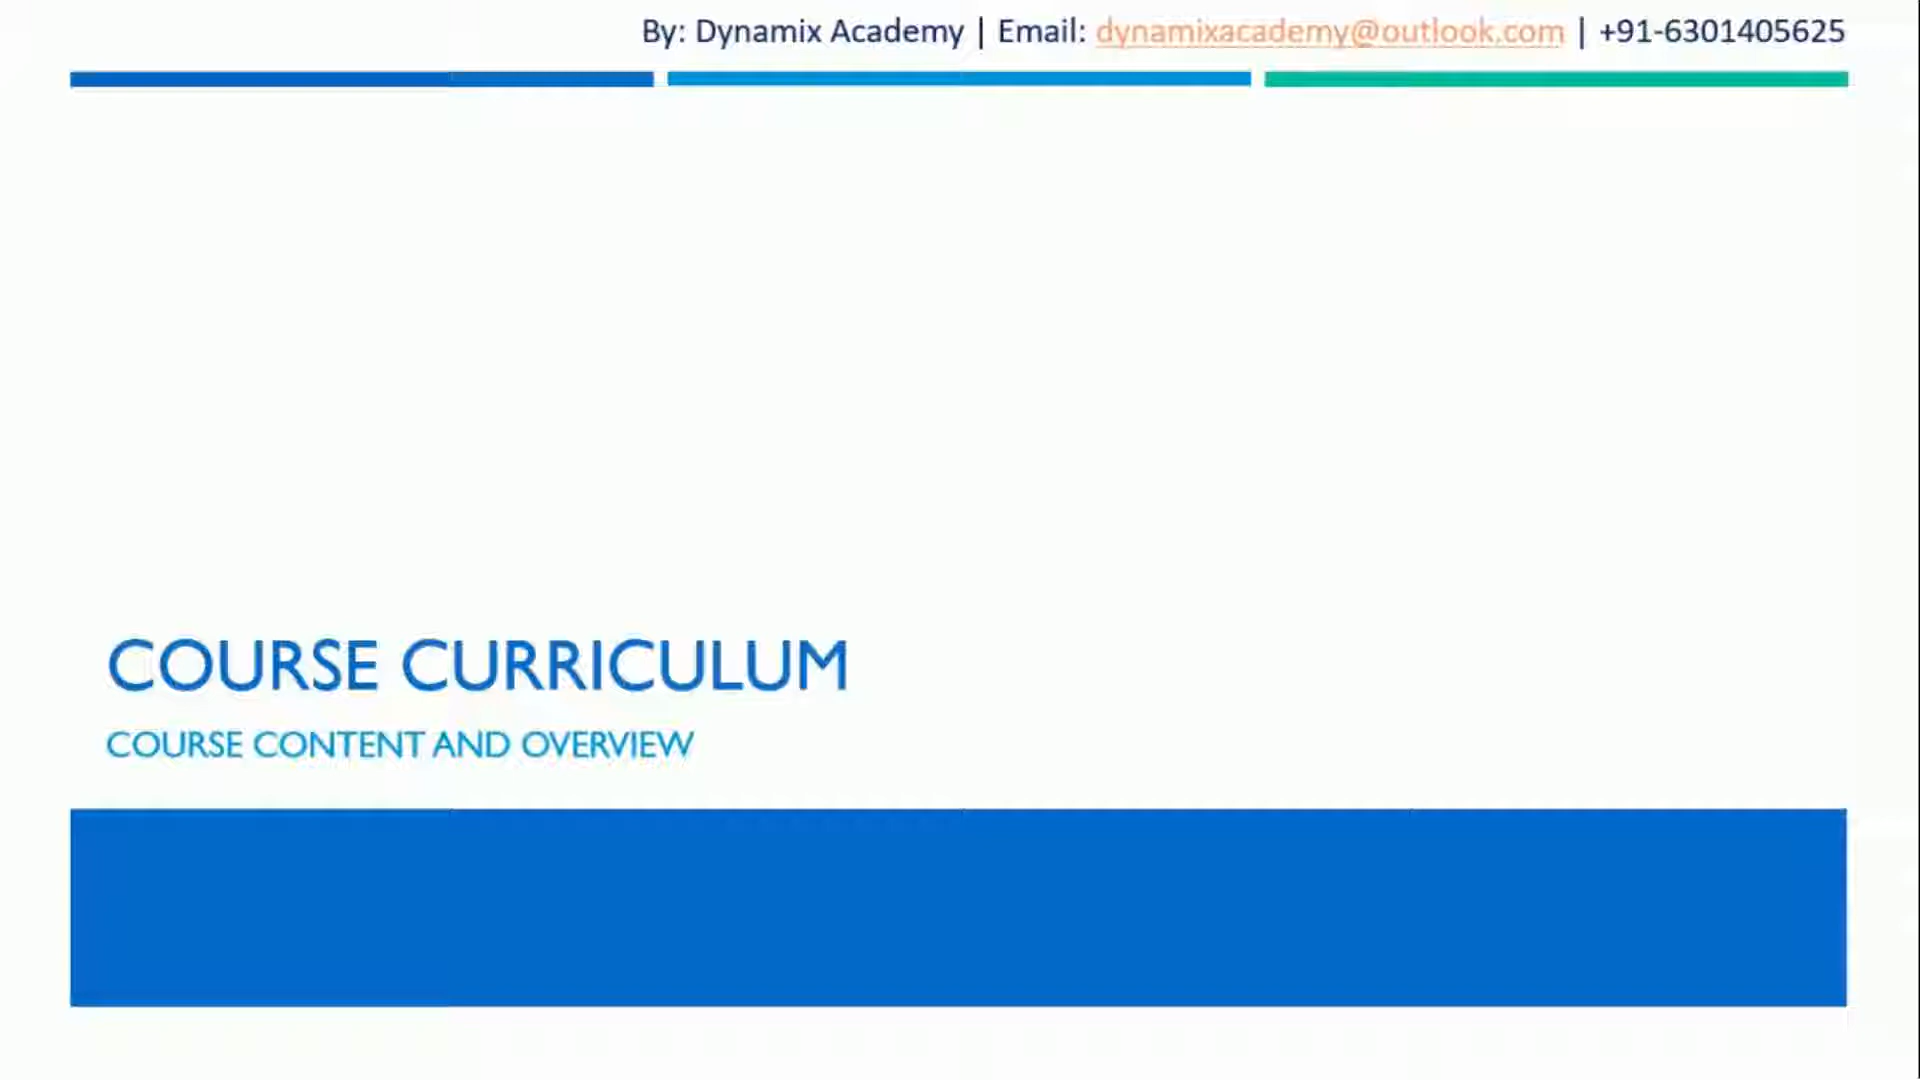 By: Dynamix Academy | Email: dynamixacademy@outlook.com | +91-6301405625
COURSE CURRICULUM
COURSE CONTENT AND OVERVIEW